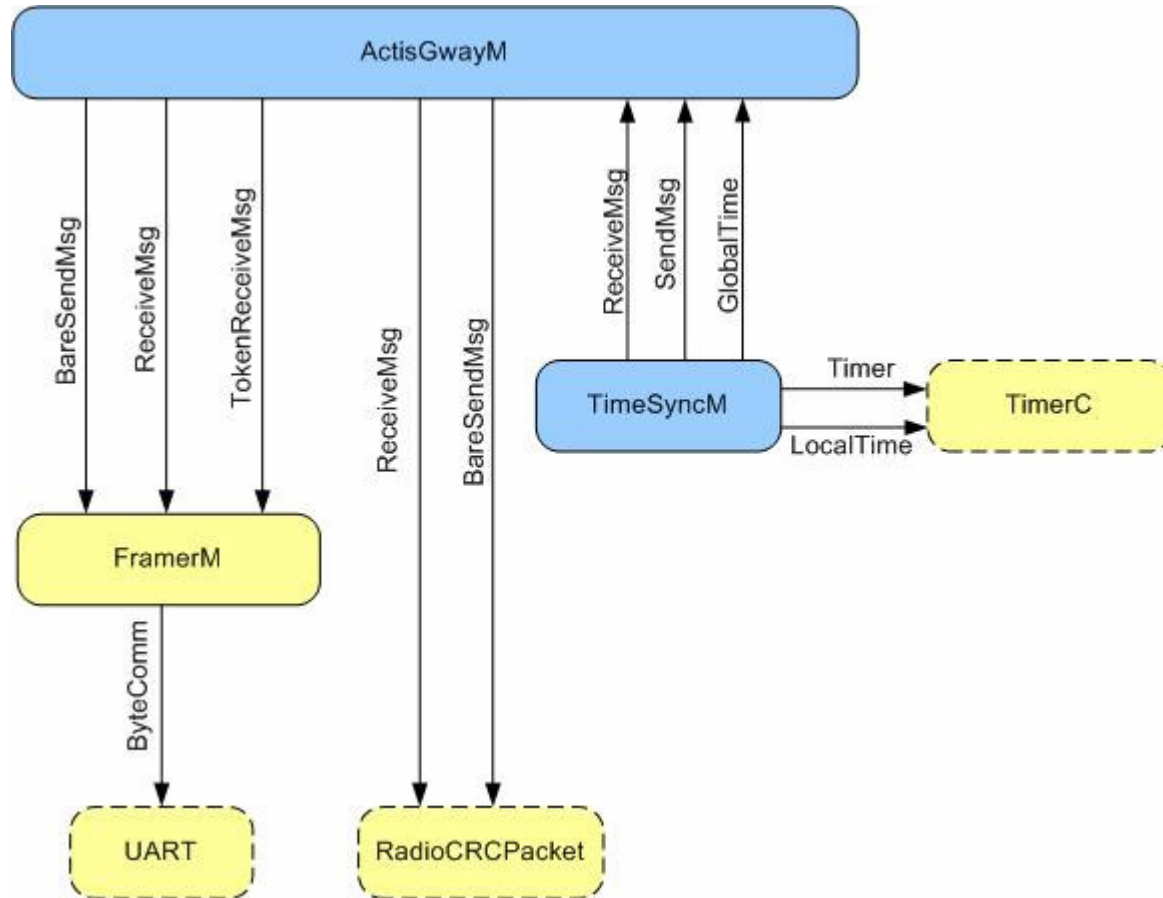 ActisGwayM
BareSendMsg
ReceiveMsg
TokenReceiveMsg
ReceiveMsg
BareSendMsg
ReceiveMsg
SendMsg
GlobalTime
TimeSyncM
Timer
LocalTime
TimerC
FramerM
ByteComm
UART
RadioCRCPacket